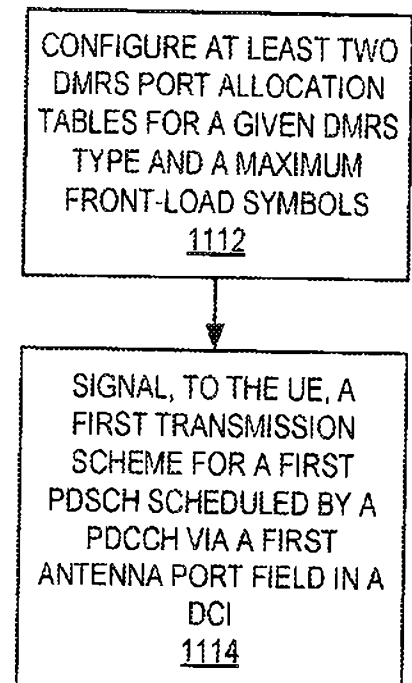 CONFIGURE AT LEAST TWO
DMRS PORT ALLOCATION
TABLES FOR A GIVEN DMRS
TYPE AND A MAXIMUM
FRONT-LOAD SYMBOLS
1112
SIGNAL, TO THE UE, A
FIRST TRANSMISSION
SCHEME FOR A FIRST
PDSCH SCHEDULED BY A
PDCCH VIA A FIRST
ANTENNA PORT FIELD IN A
DCI
1114